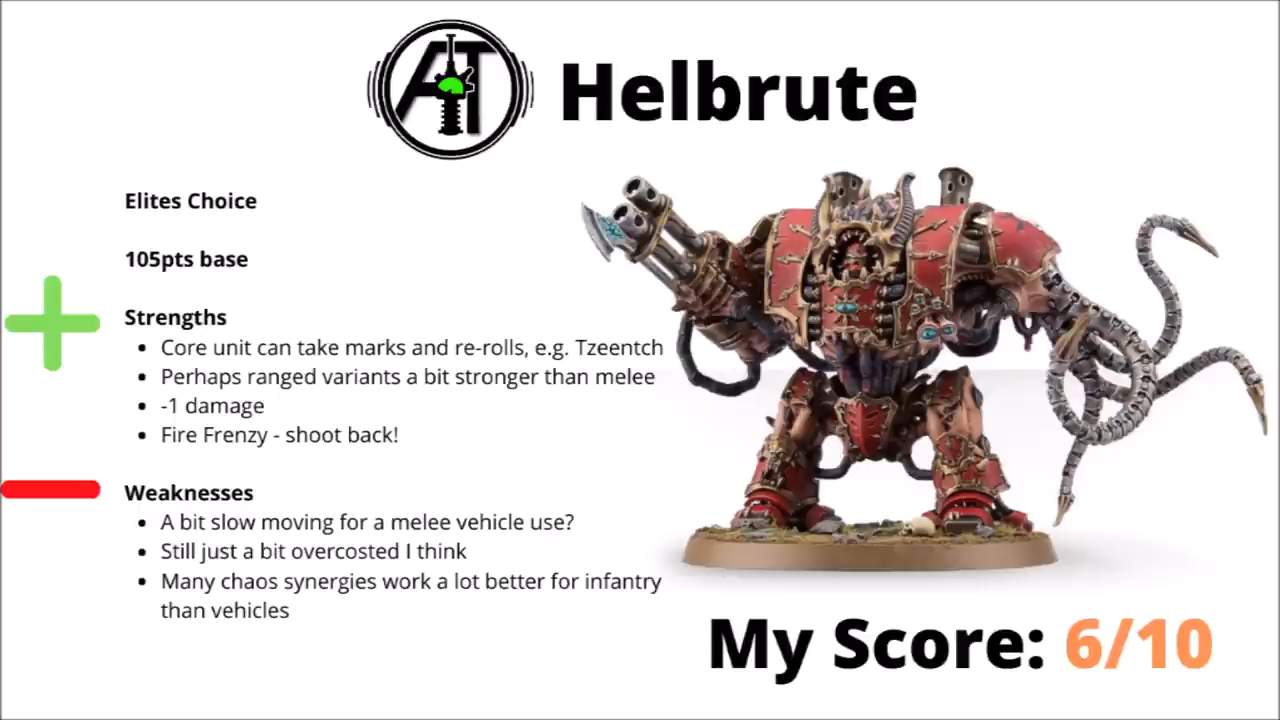 AT
Helbrute
Elites Choice
105pts base
Strengths
• Core unit can take marks and re-rolls, e.g. Tzeentch
• Perhaps ranged variants a bit stronger than melee
• -1 damage
• Fire Frenzy - shoot back!
Weaknesses
• A bit slow moving for a melee vehicle use?
• Still just a bit overcosted I think
• Many chaos synergies work a lot better for infantry
than vehicles
My Score: 6/10